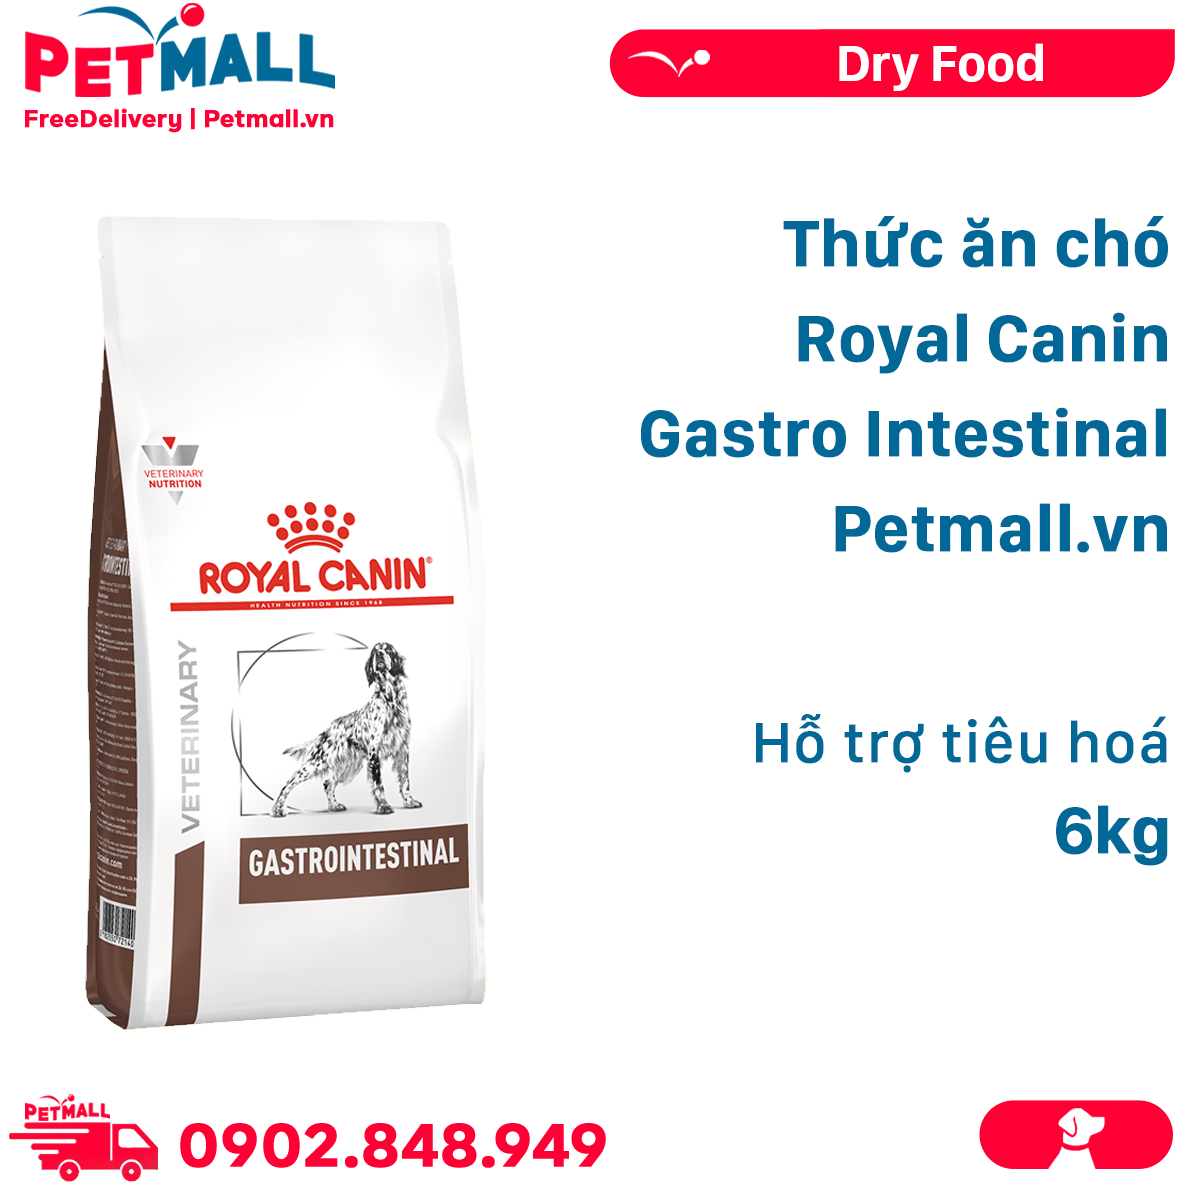 PETMALL
FreeDelivery | Petmall.vn
Dry Food
Thức ăn chó
Royal Canin
Gastro Intestinal
Petmall.vn
Hỗ trợ tiêu hoá
6kg
VETERINARY
NUTRITION
ROYAL CANIN®
HEALTH NUTRITION SINCE 1968
VETERINARY
GASTROINTESTINAL
PETMALL
0902.848.949